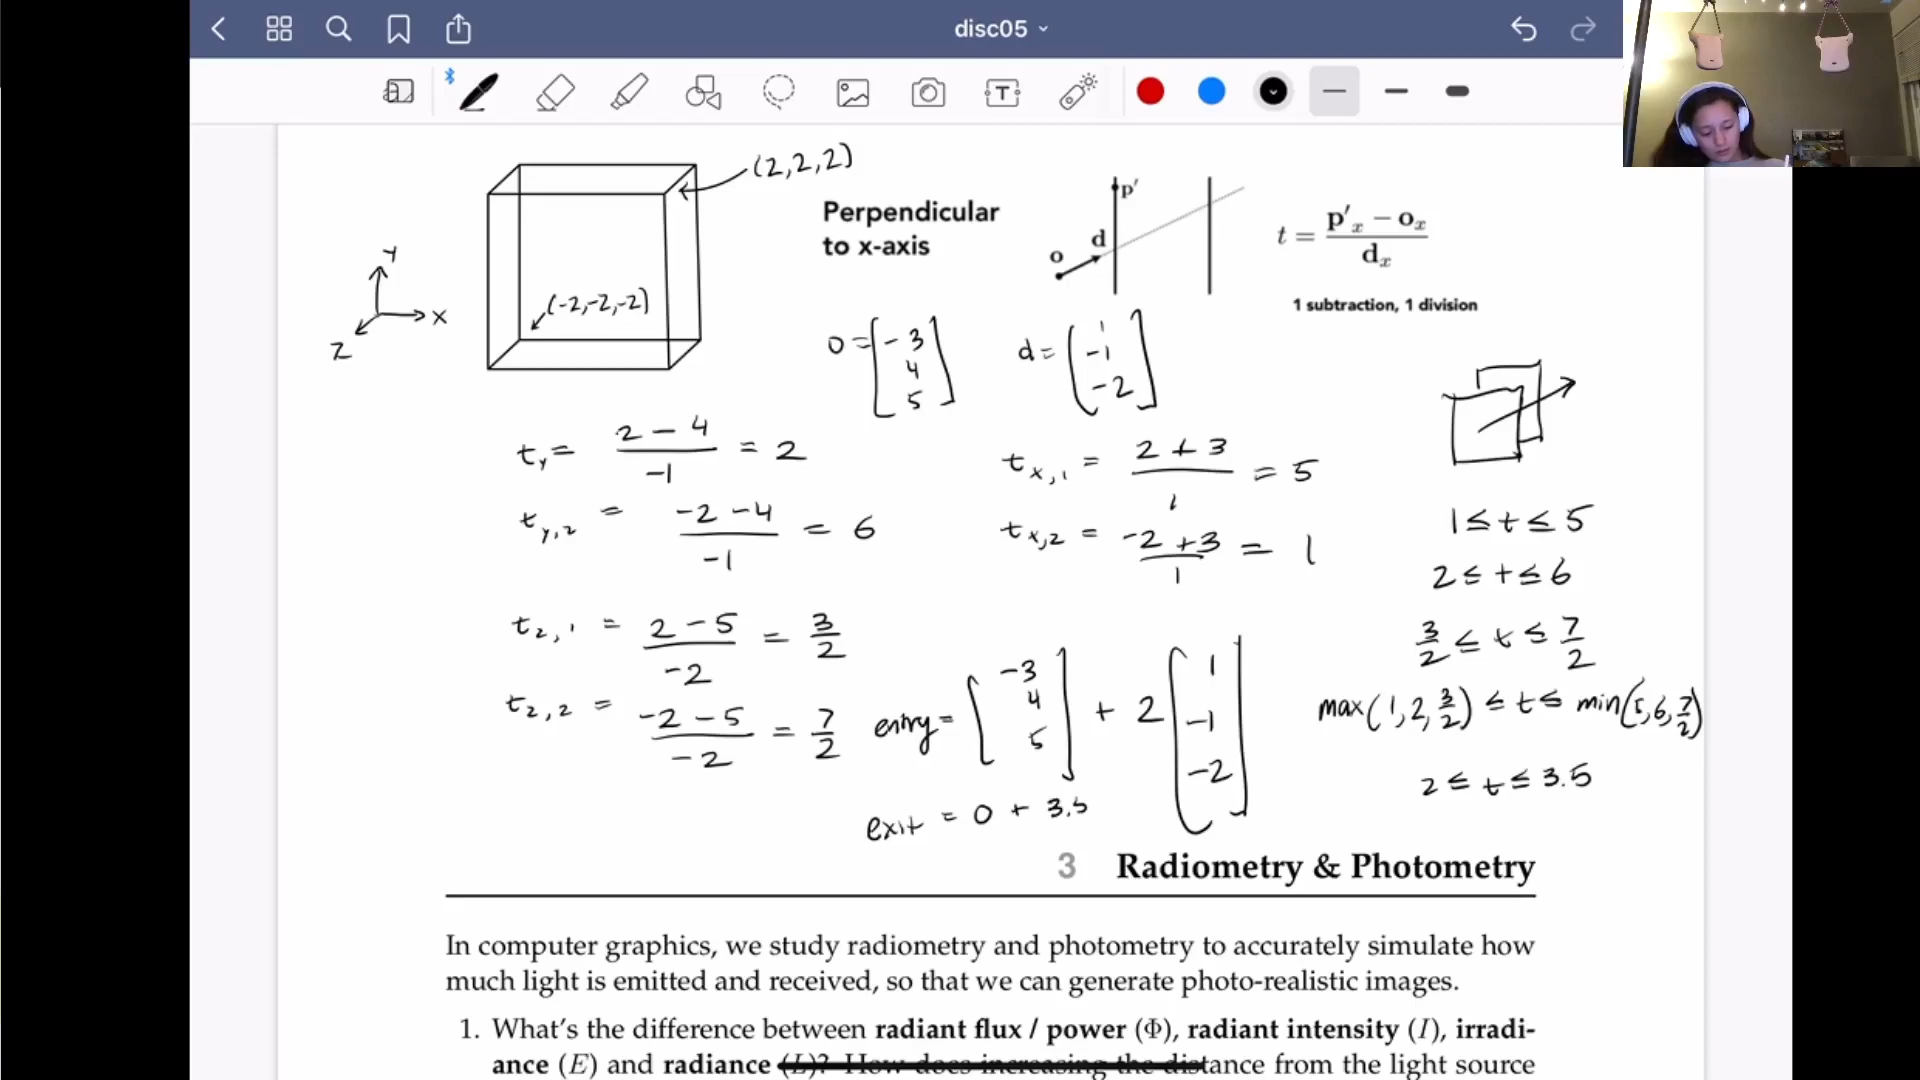 disc05
(2,2,2)
Perpendicular
to x-axis
p'
d
o
t = p'x − ox / dx
1 subtraction, 1 division
Y
X
Z
(-2,-2,-2)
o = [-3 4 5]
d = [1 -1 -2]
ty = 2 - 4 / -1 = 2
tx,1 = 2 + 3 / 1 = 5
ty,2 = -2 - 4 / -1 = 6
tx,2 = -2 + 3 / 1 = 1
1 ≤ t ≤ 5
2 ≤ t ≤ 6
tz,1 = 2 - 5 / -2 = 3/2
3/2 ≤ t ≤ 7/2
tz,2 = -2 - 5 / -2 = 7/2
entry = [-3 4 5] + 2 [1 -1 -2]
max(1, 2, 3/2) ≤ t ≤ min(5, 6, 7/2)
2 ≤ t ≤ 3.5
exit = o + 3.5
3 Radiometry & Photometry
In computer graphics, we study radiometry and photometry to accurately simulate how
much light is emitted and received, so that we can generate photo-realistic images.
1. What's the difference between radiant flux / power (Φ), radiant intensity (I), irradi-
ance (E) and radiance (L)? How does increasing the distance from the light source